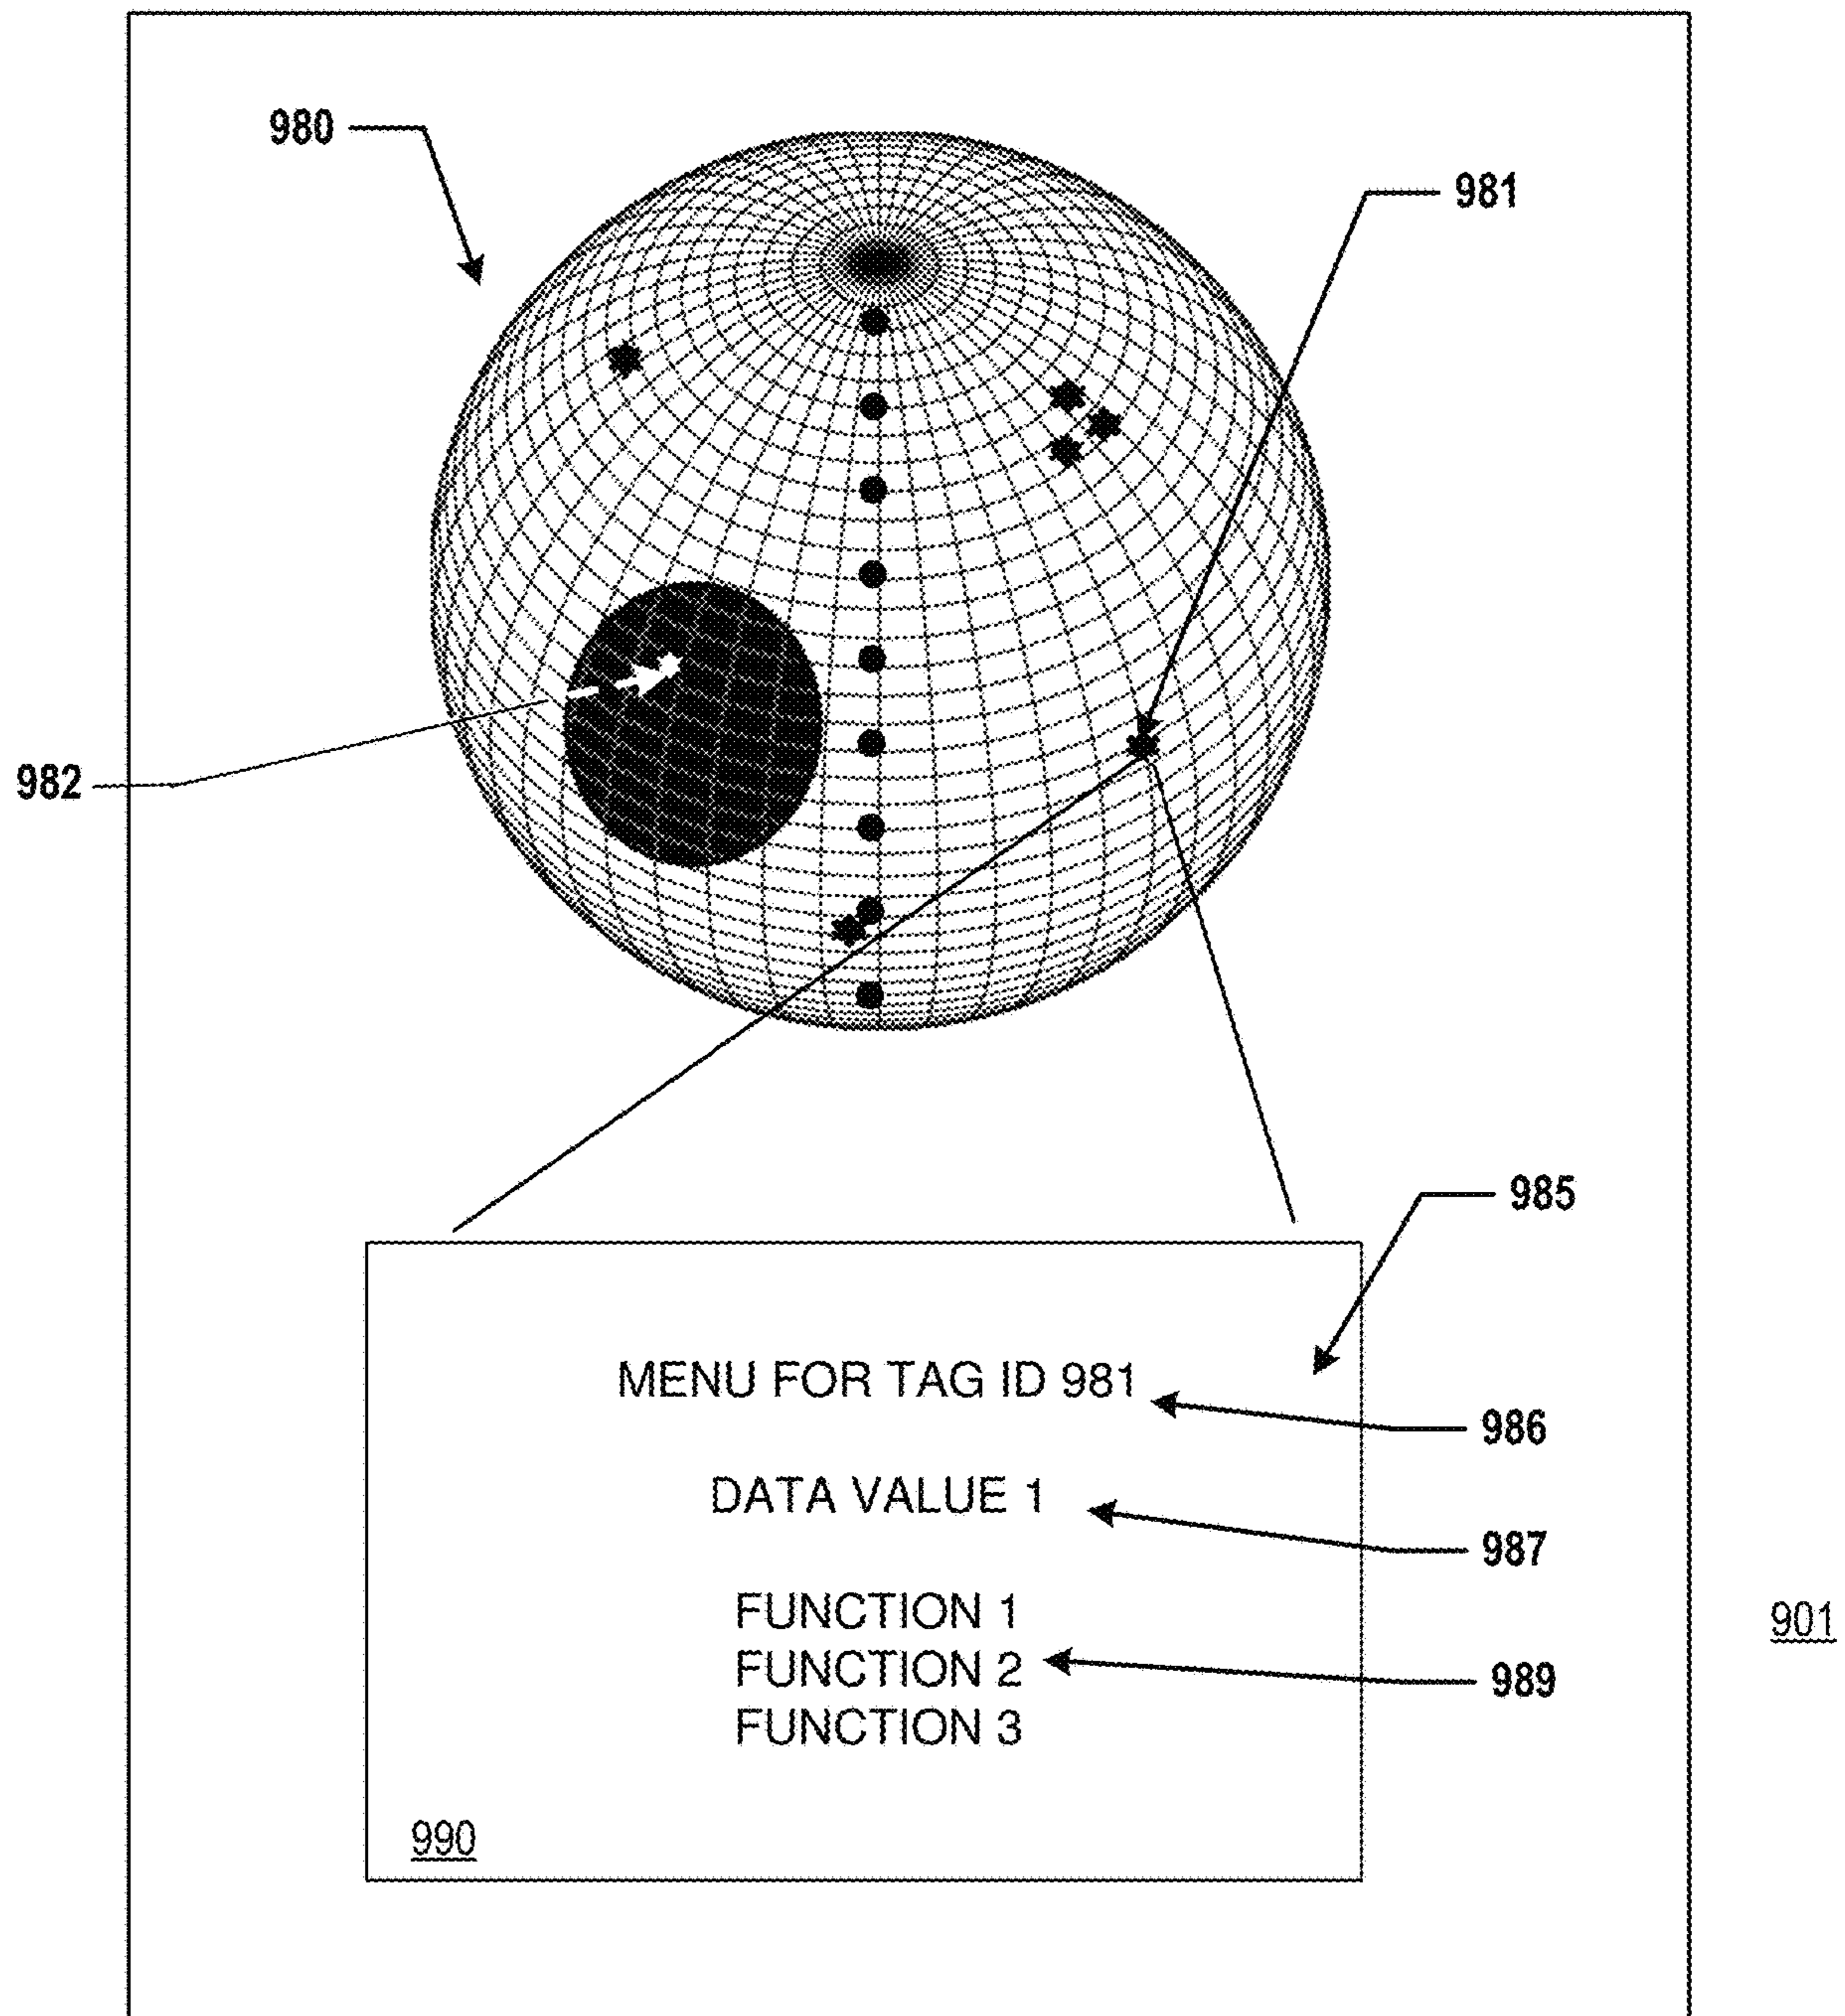 980
981
982
985
MENU FOR TAG ID 981
986
DATA VALUE 1
987
FUNCTION 1
901
FUNCTION 2
989
FUNCTION 3
990